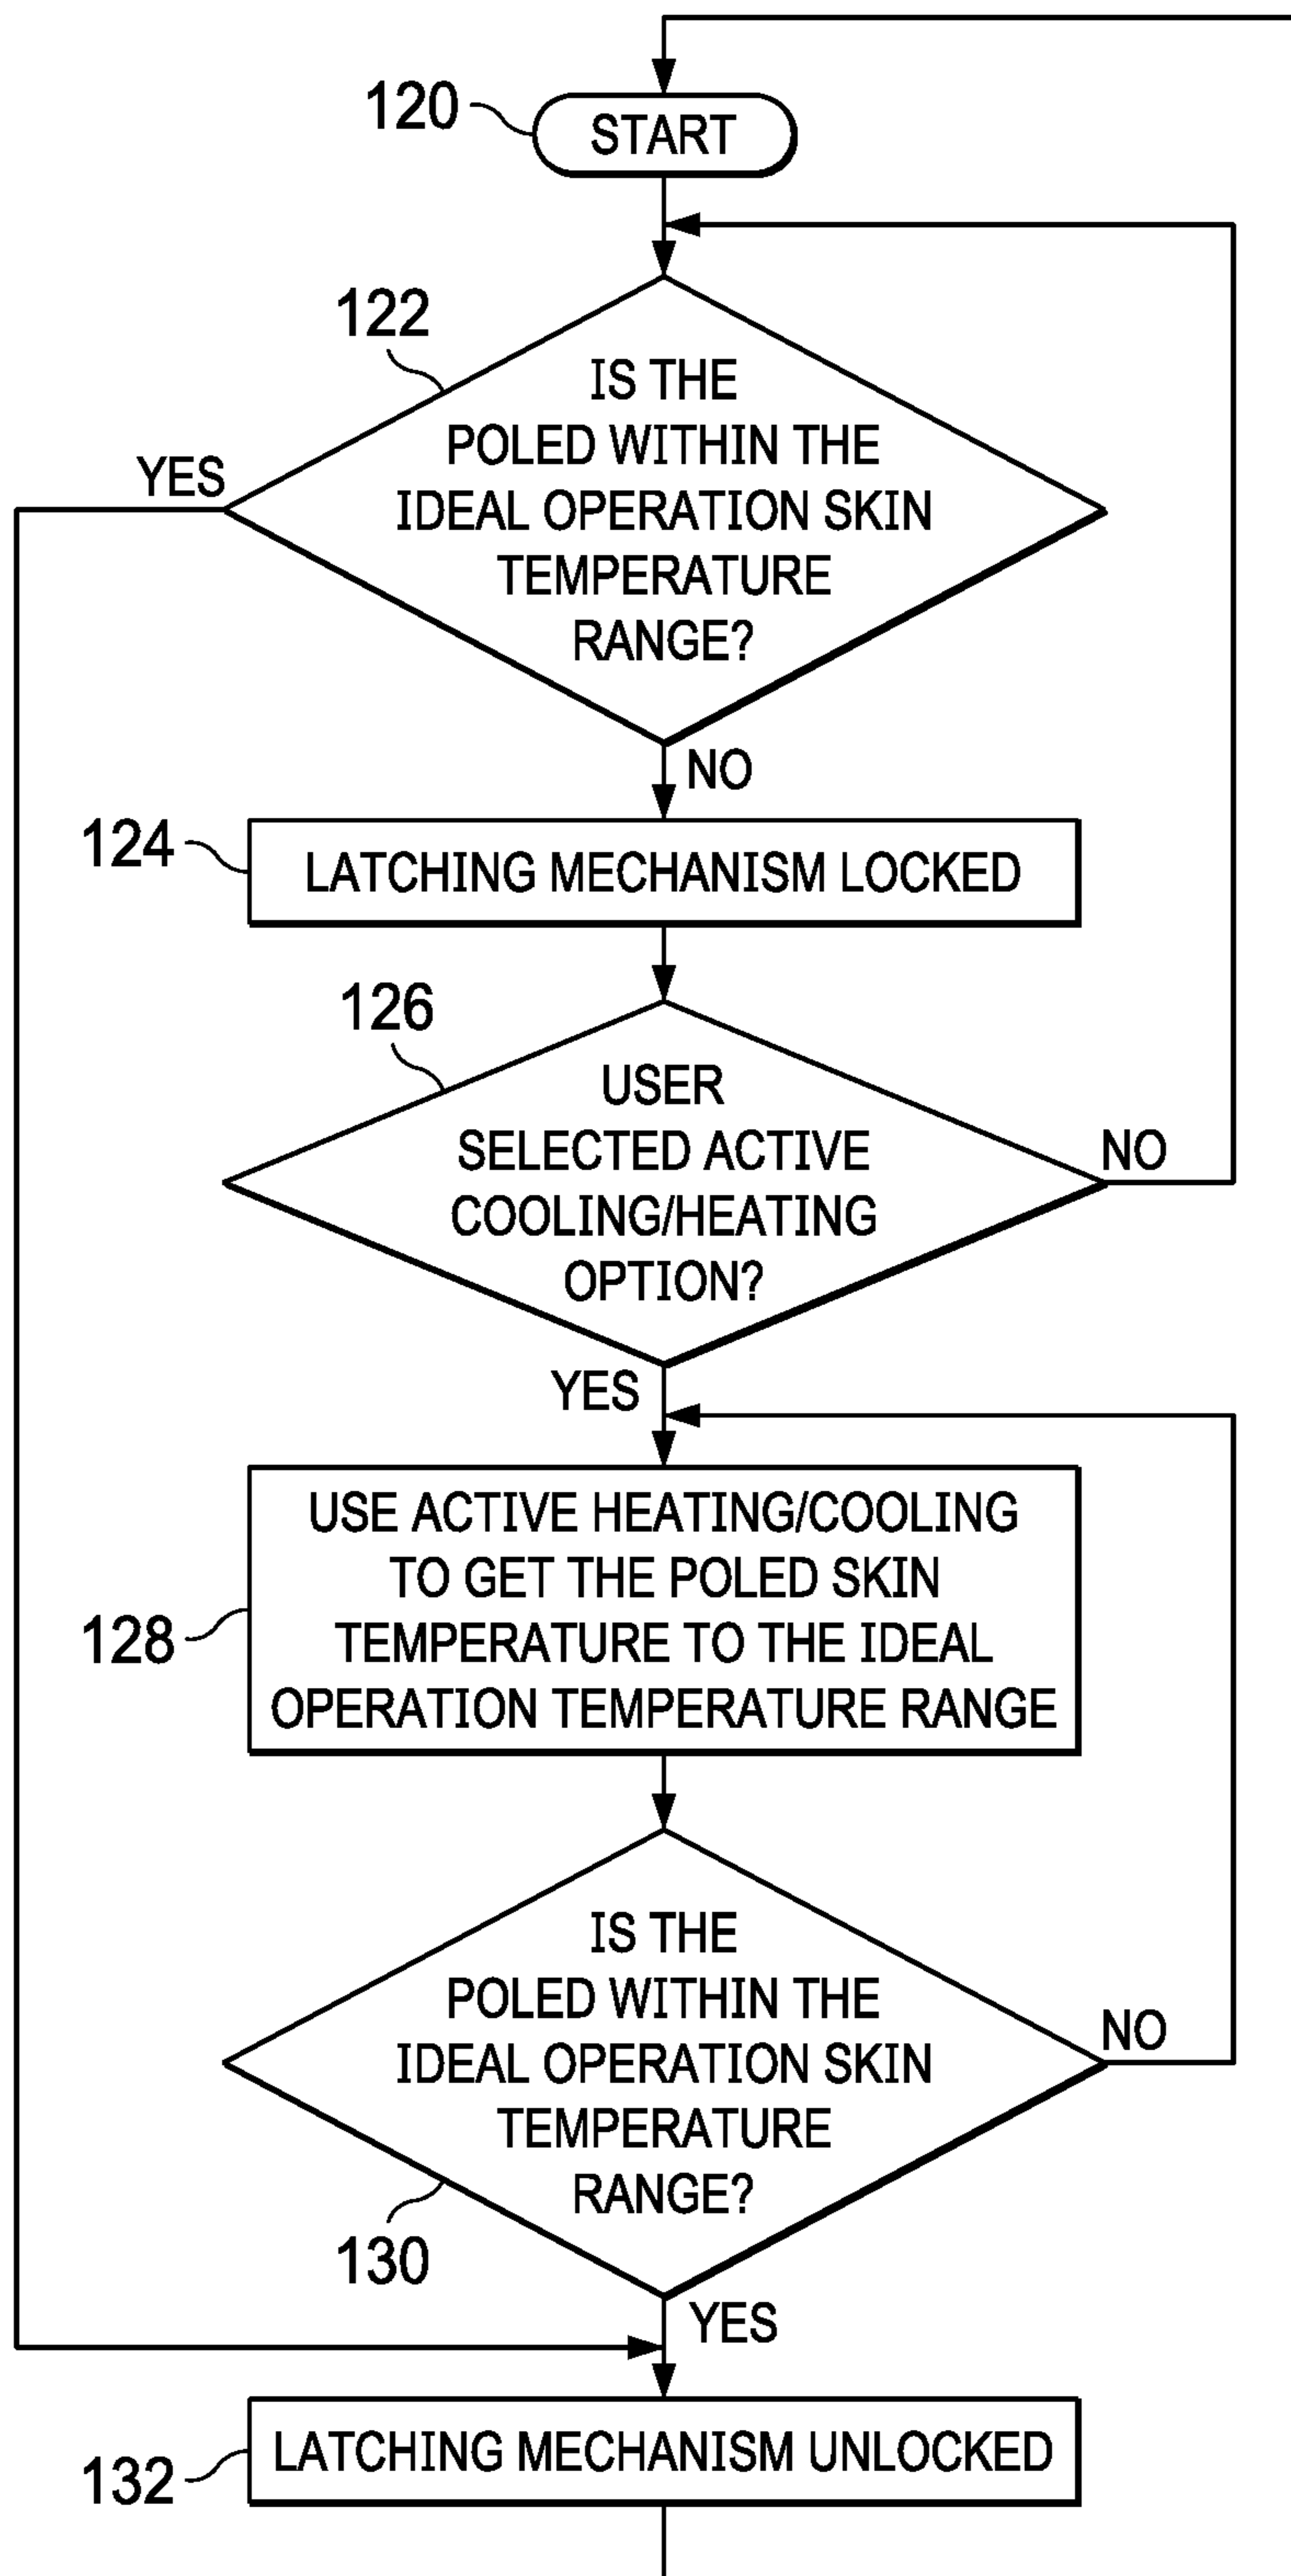 120
START
122
IS THE
POLED WITHIN THE
IDEAL OPERATION SKIN
TEMPERATURE
RANGE?
YES
NO
124
LATCHING MECHANISM LOCKED
126
USER
SELECTED ACTIVE
COOLING/HEATING
OPTION?
NO
YES
128
USE ACTIVE HEATING/COOLING
TO GET THE POLED SKIN
TEMPERATURE TO THE IDEAL
OPERATION TEMPERATURE RANGE
IS THE
POLED WITHIN THE
IDEAL OPERATION SKIN
TEMPERATURE
RANGE?
NO
130
YES
132
LATCHING MECHANISM UNLOCKED